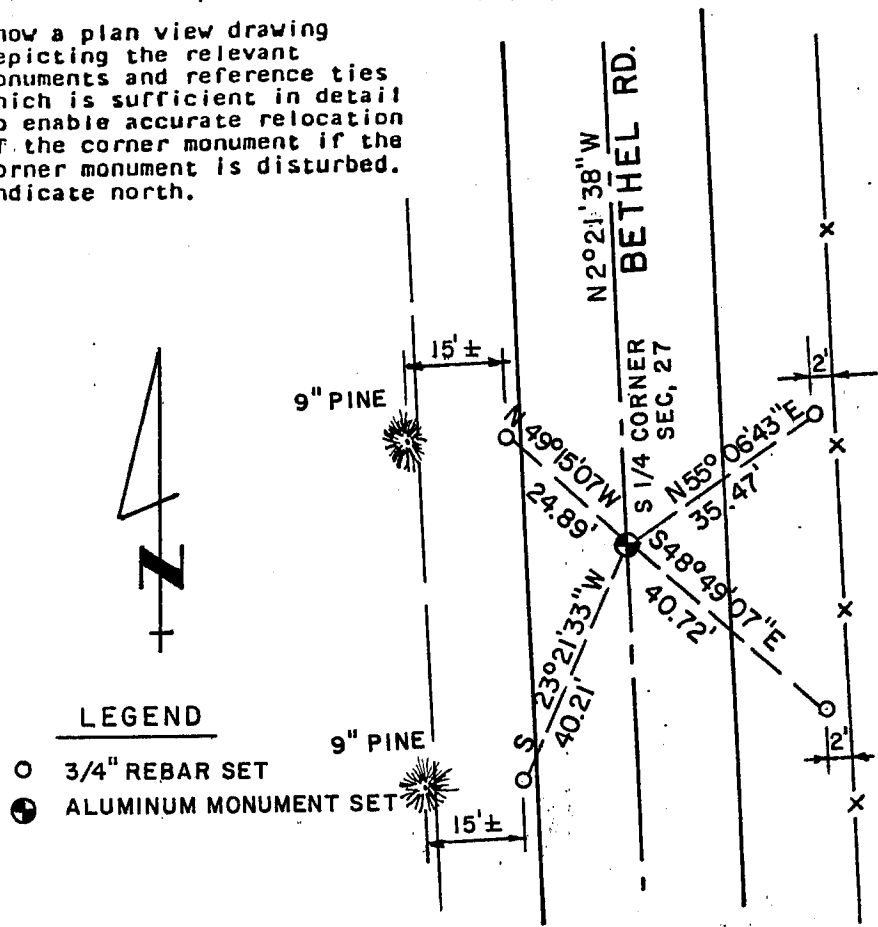 how a plan view drawing
epicting the relevant
onuments and reference ties
hich is sufficient in detail
o enable accurate relocation
f the corner monument if the
orner monument is disturbed.
ndicate north.
N2°21'38"W
BETHEL RD.
15'±
2'
9" PINE
S 1/4 CORNER
SEC, 27
N 49°15'07W
24.89'
N55°06'43"E
35.47'
N
S48°49'07"E
40.72'
S 23°21'33"W
40.21'
LEGEND
9" PINE
2'
3/4" REBAR SET
ALUMINUM MONUMENT SET
15'±